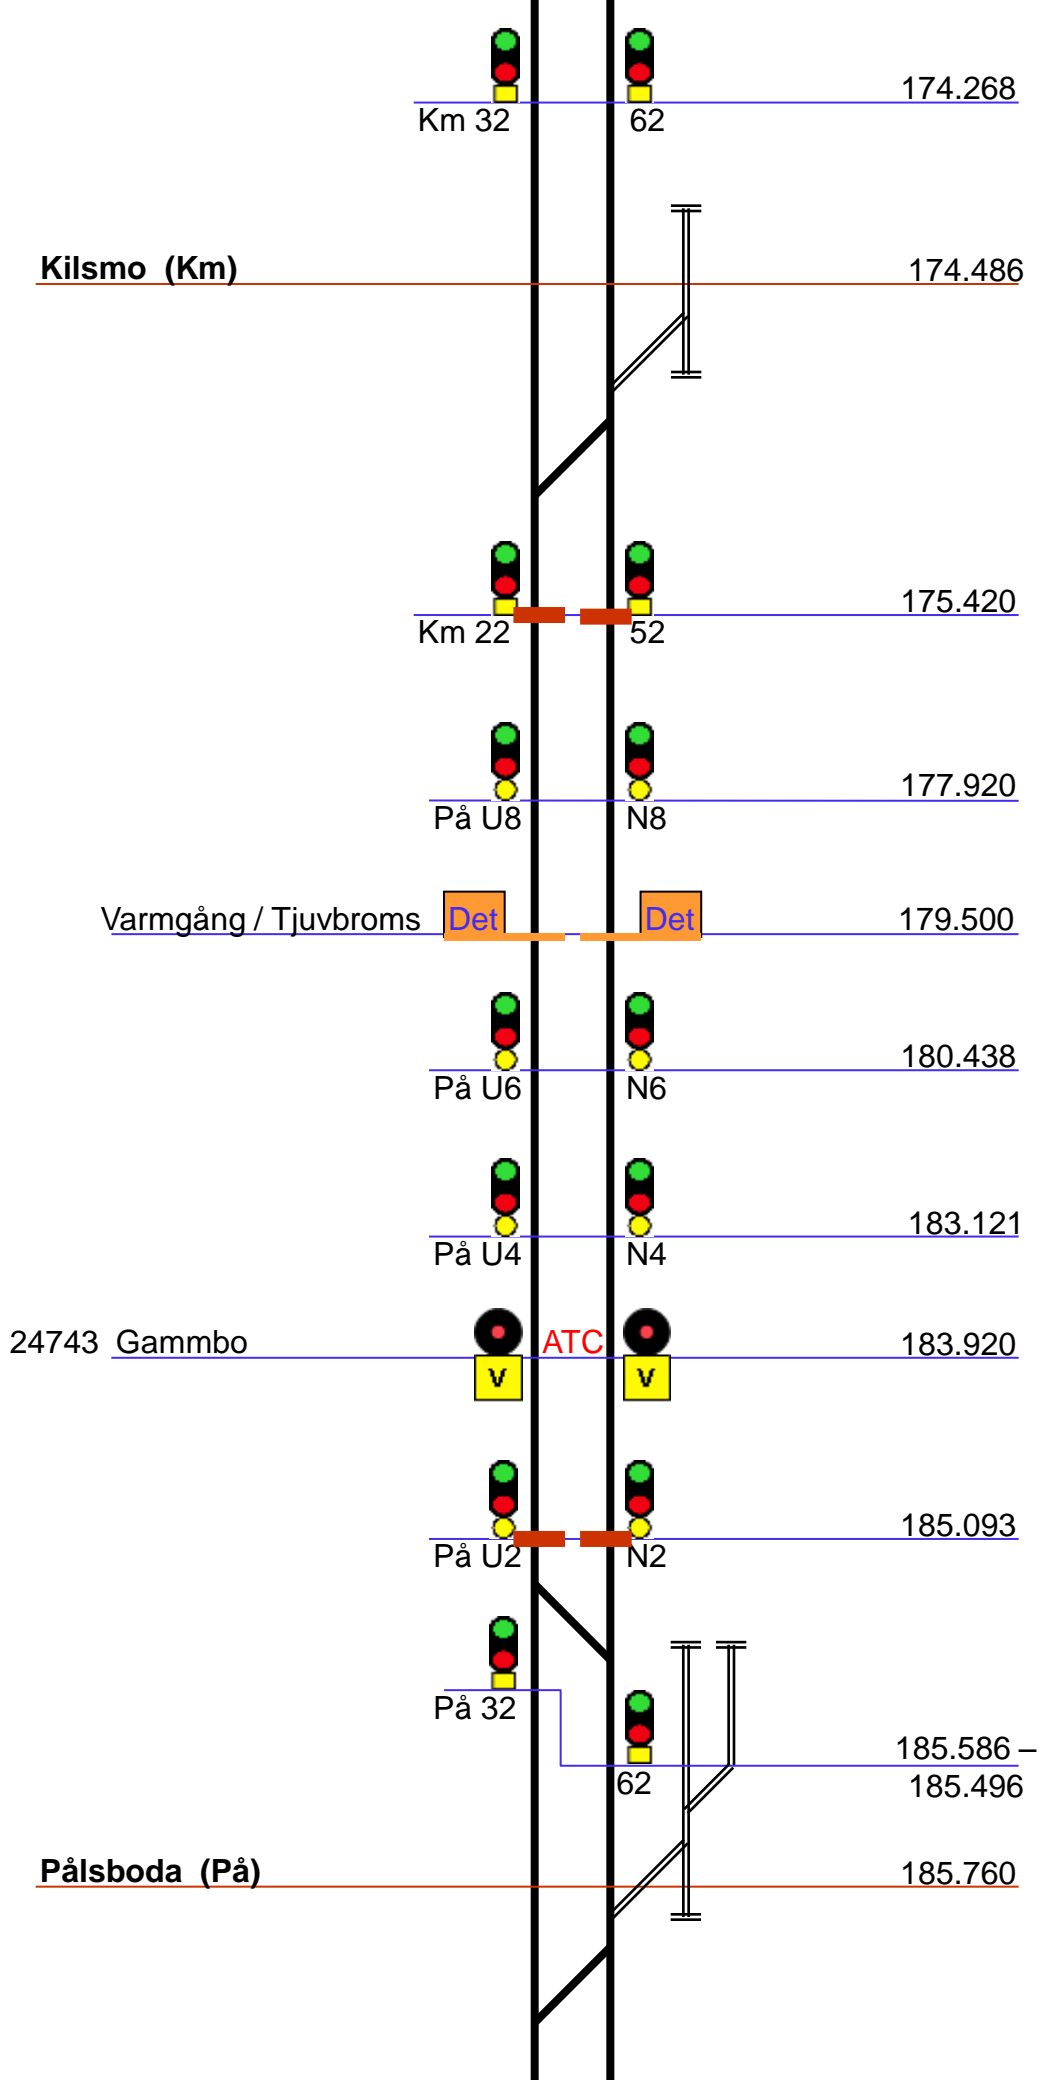 174.268
Km 32 62
Kilsmo (Km) 174.486
175.420
Km 22 52
177.920
På U8 N8
Varmgång / Tjuvbroms Det Det 179.500
180.438
På U6 N6
183.121
På U4 N4
24743 Gammbo ATC 183.920
V V
185.093
På U2 N2
På 32
185.586 –
62 185.496
Pålsboda (På) 185.760